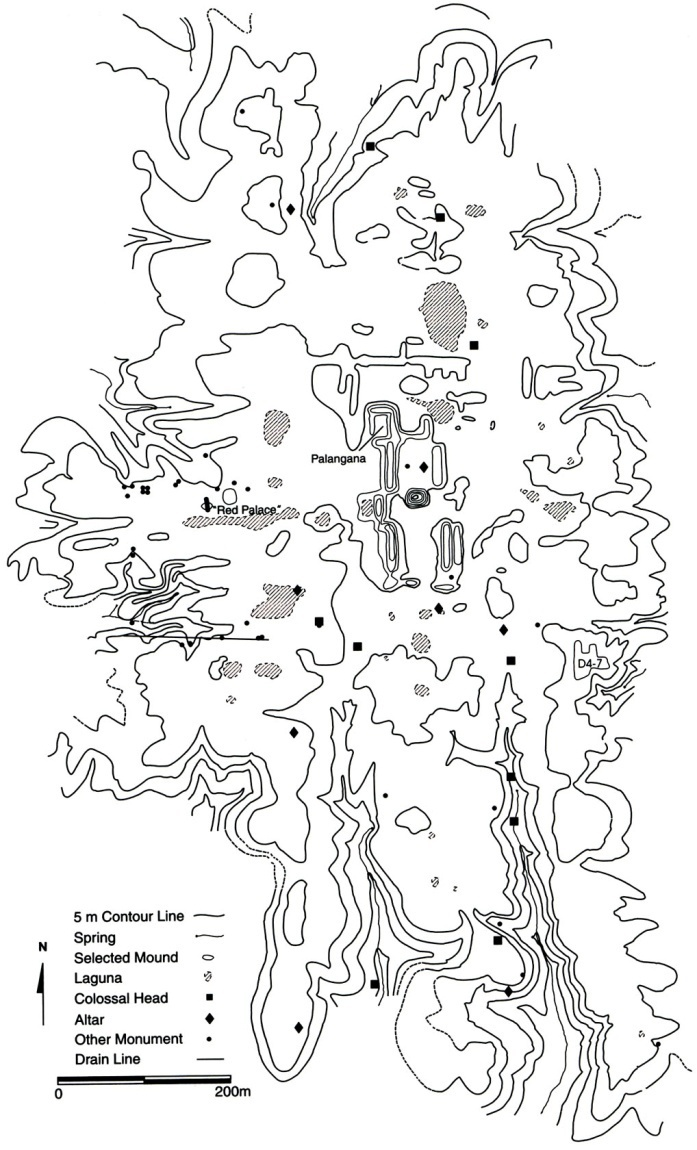 Palangana
"Red Palace"
D4-7
5 m Contour Line
Spring
Selected Mound
Laguna
Colossal Head
Altar
Other Monument
Drain Line
N
0
200m